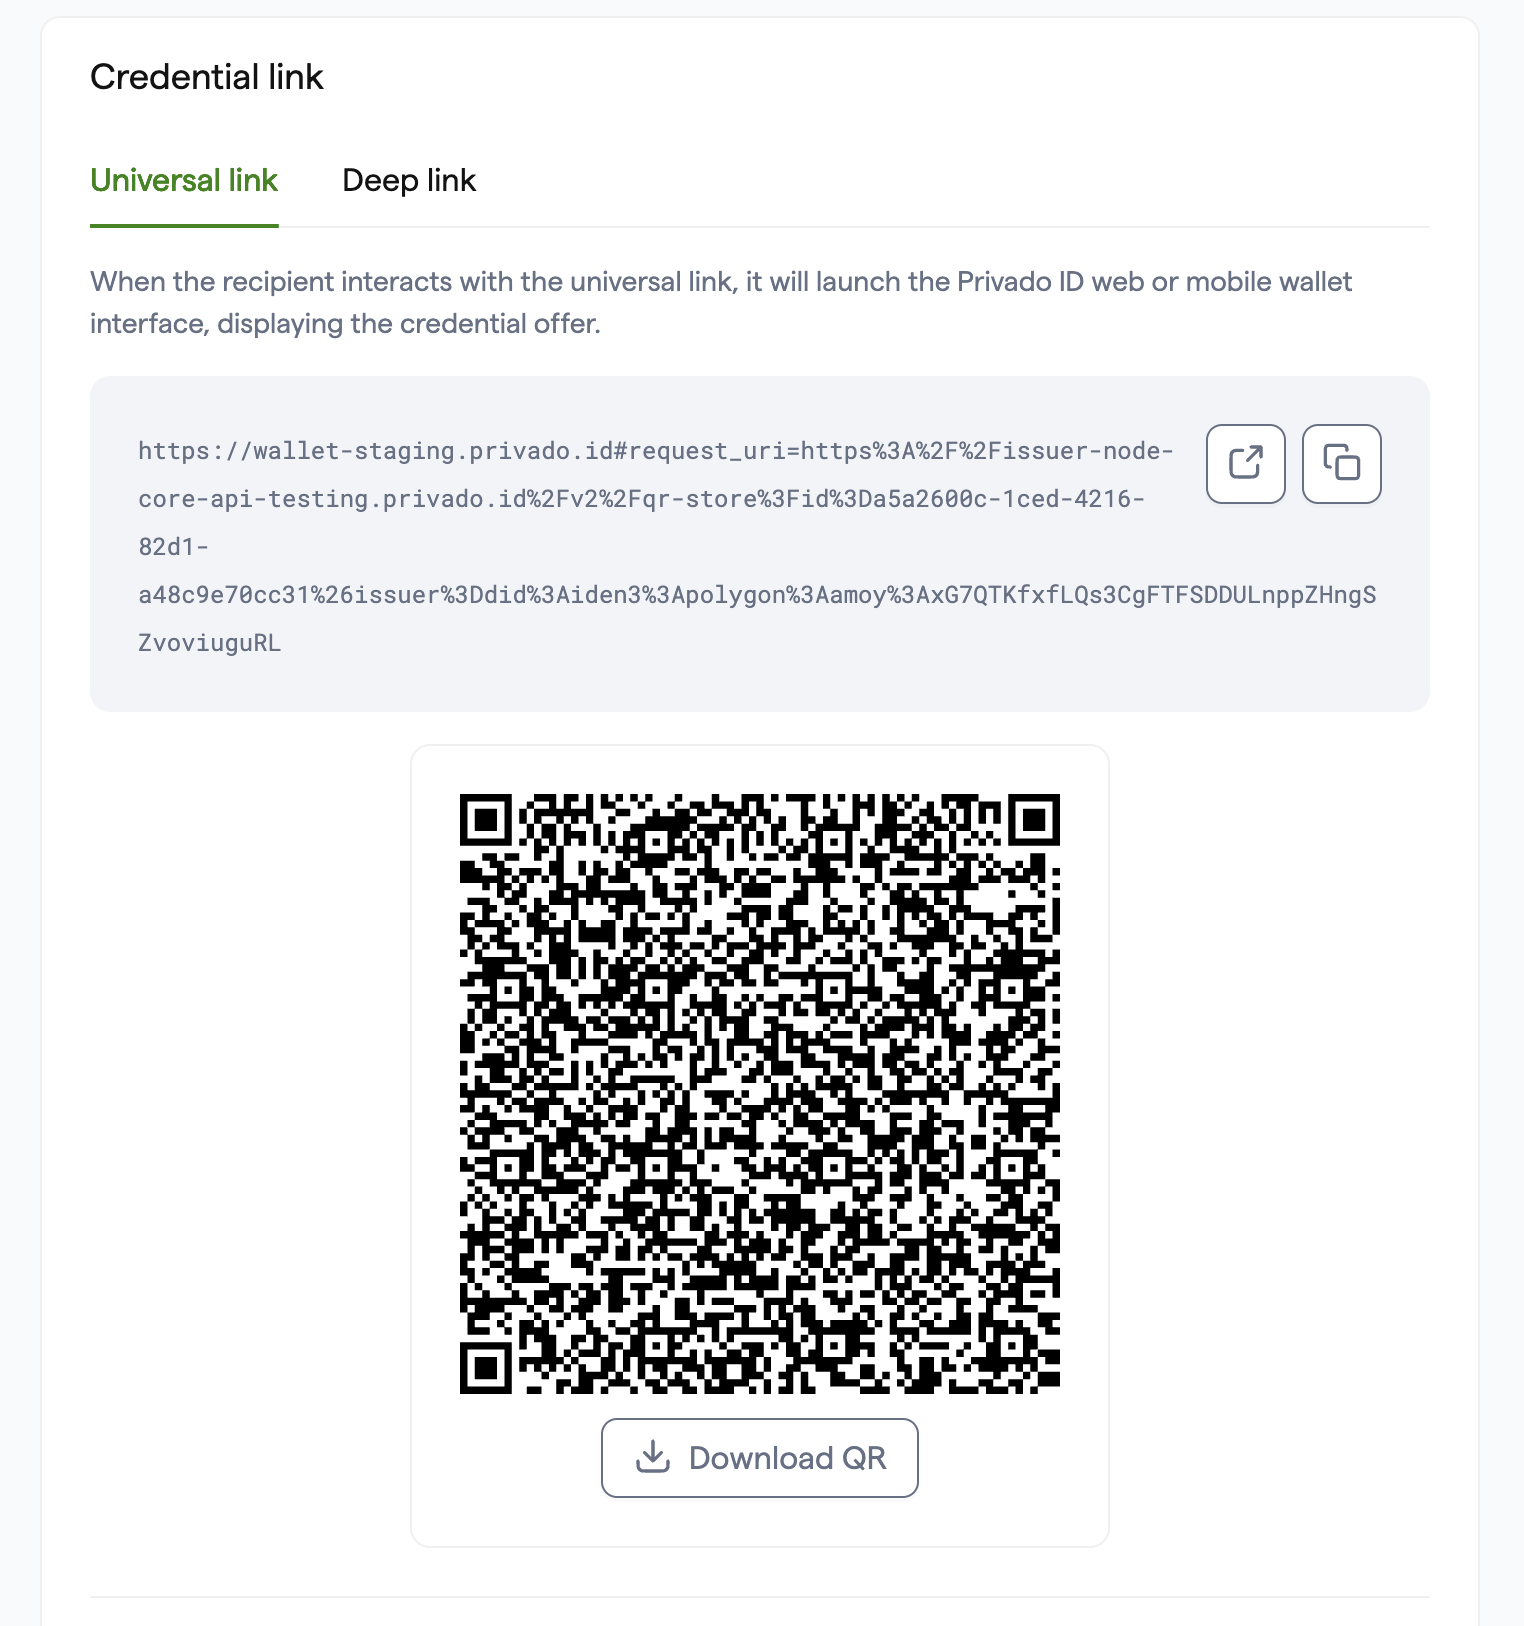 Credential link
Universal link
Deep link
When the recipient interacts with the universal link, it will launch the Privado ID web or mobile wallet
interface, displaying the credential offer.
https://wallet-staging.privado.id#request_uri=https%3A%2F%2Fissuer-node-
core-api-testing.privado.id%2Fv2%2Fqr-store%3Fid%3Da5a2600c-1ced-4216-
82d1-
a48c9e70cc31%26issuer%3Ddid%3Aiden3%3Apolygon%3Aamoy%3AxG7QTKfxfLQs3CgFTFSDDULnppZHngS
ZvoviuguRL
Download QR